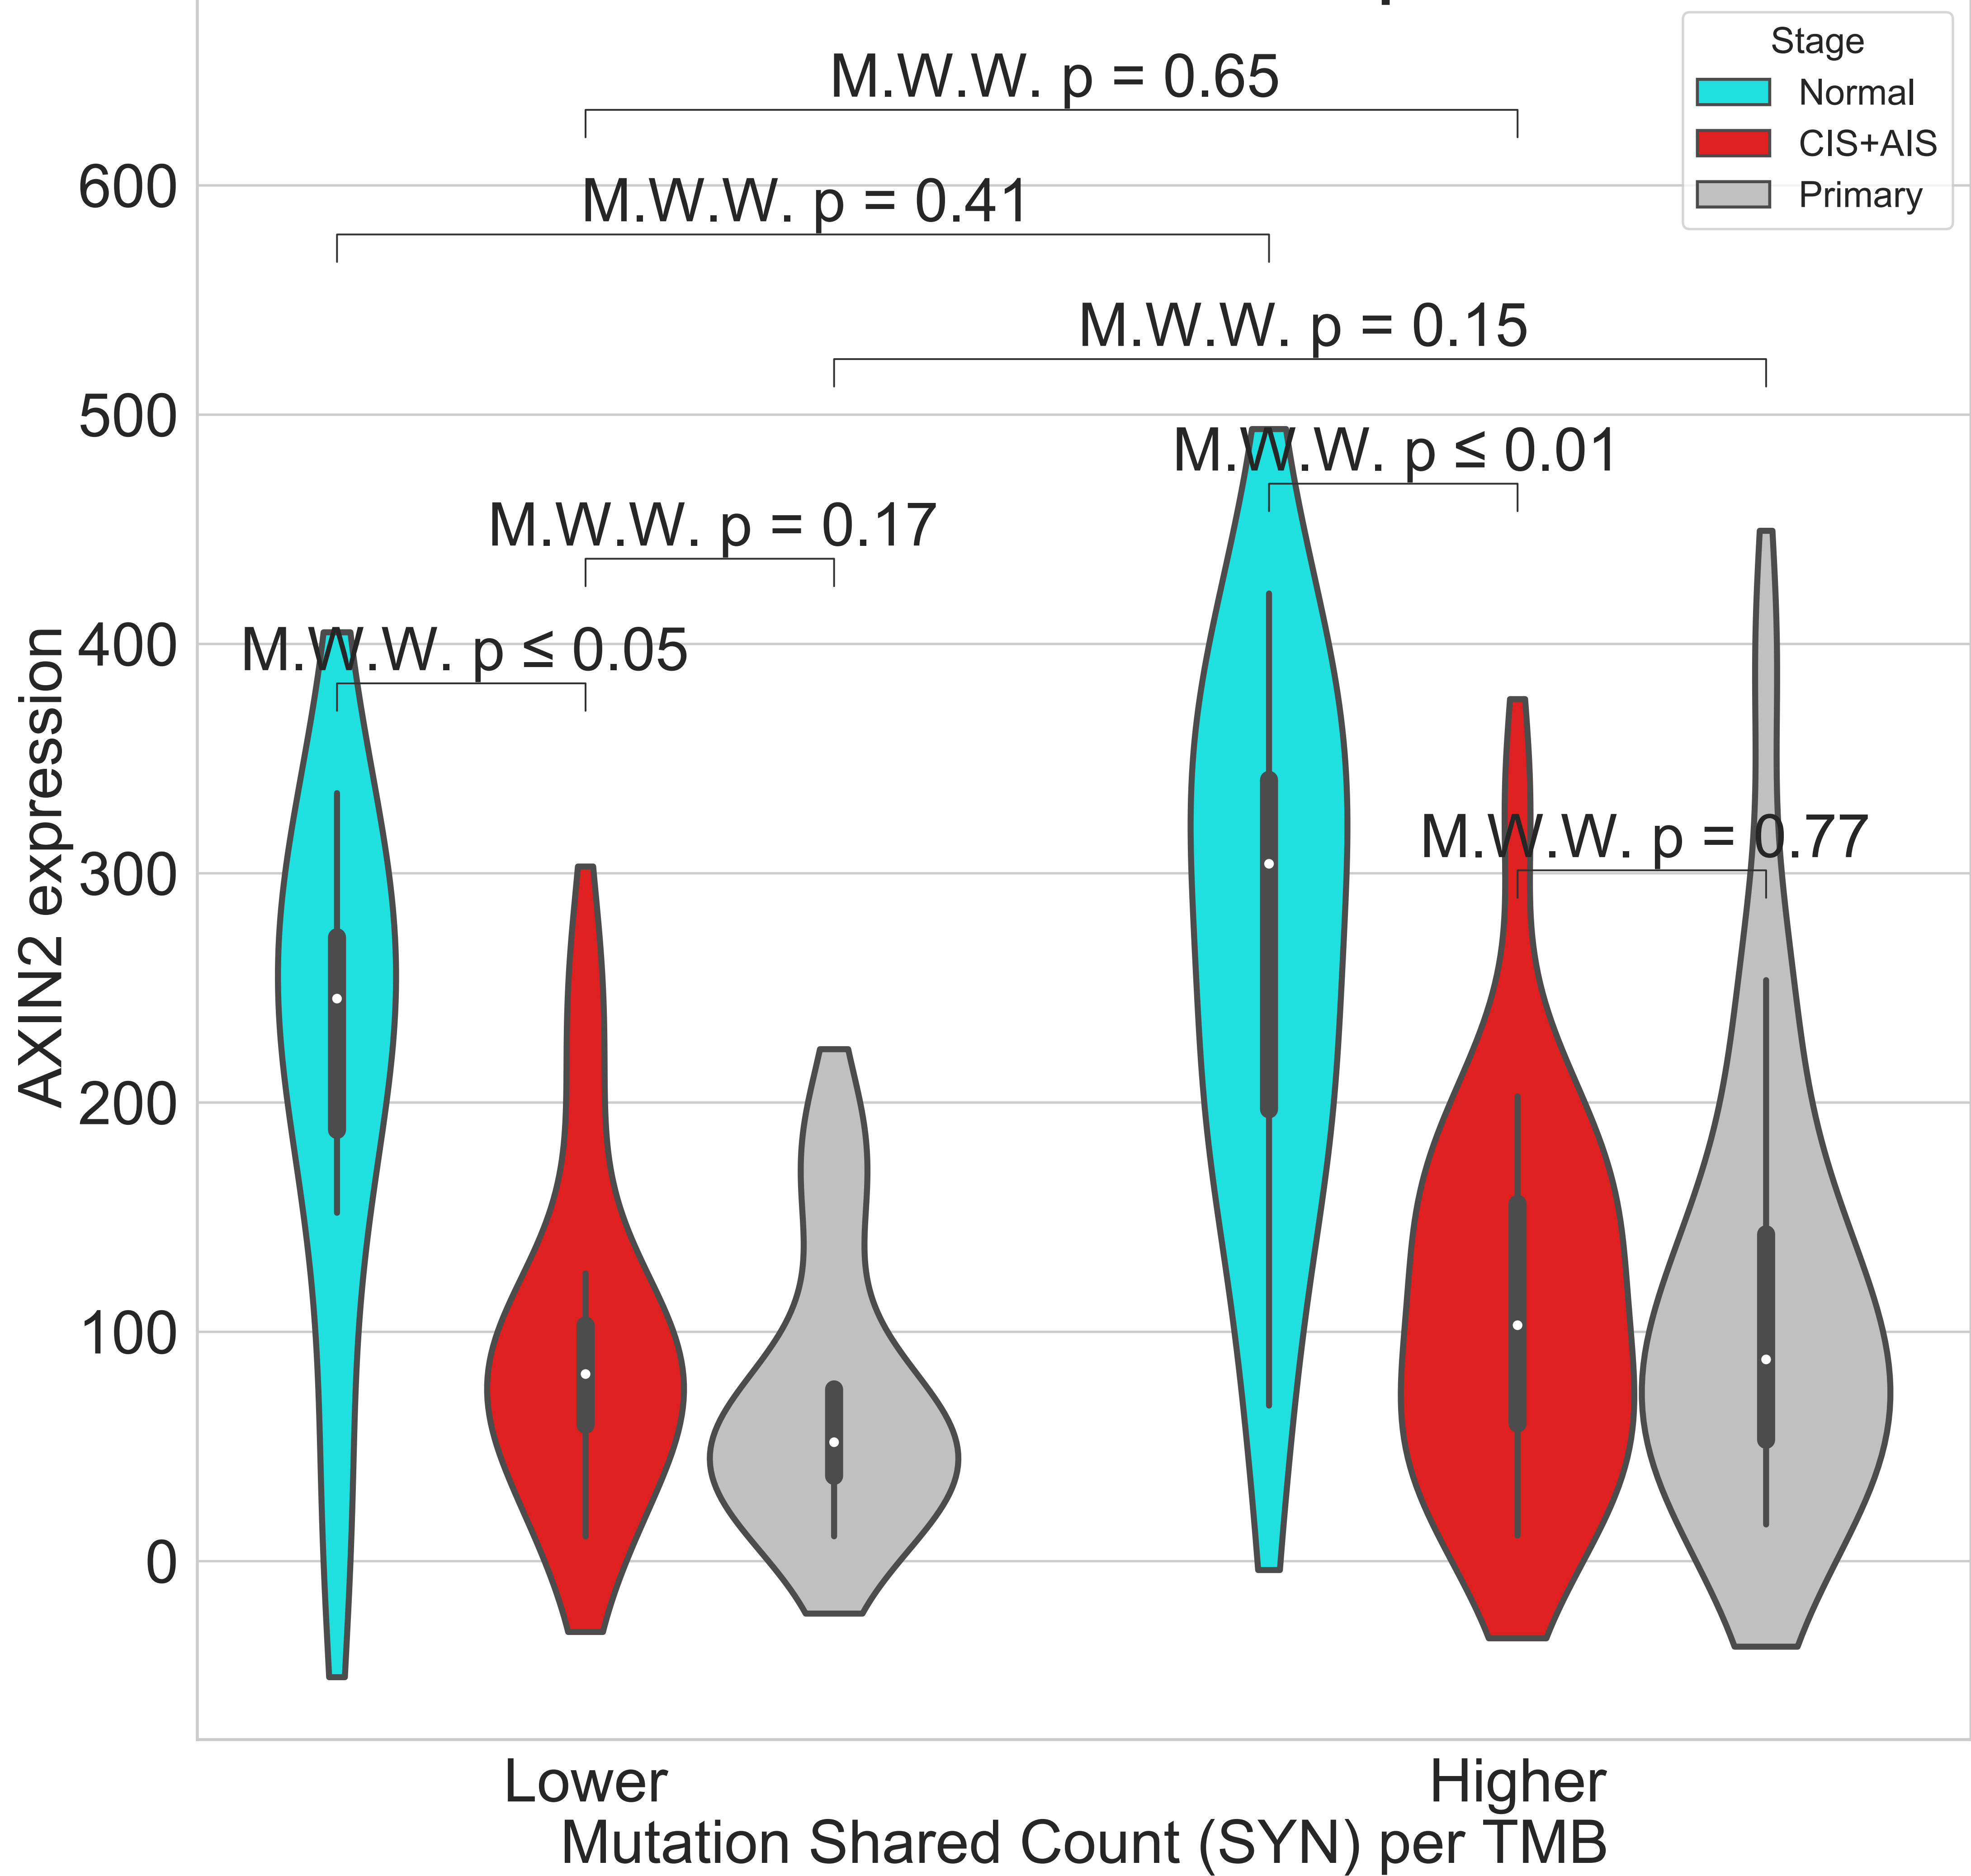 Stage
Normal
CIS+AIS
Primary
M.W.W. p = 0.65
M.W.W. p = 0.41
M.W.W. p = 0.15
M.W.W. p ≤ 0.01
M.W.W. p = 0.17
M.W.W. p ≤ 0.05
M.W.W. p = 0.77
600
500
400
300
200
100
0
AXIN2 expression
Lower
Higher
Mutation Shared Count (SYN) per TMB